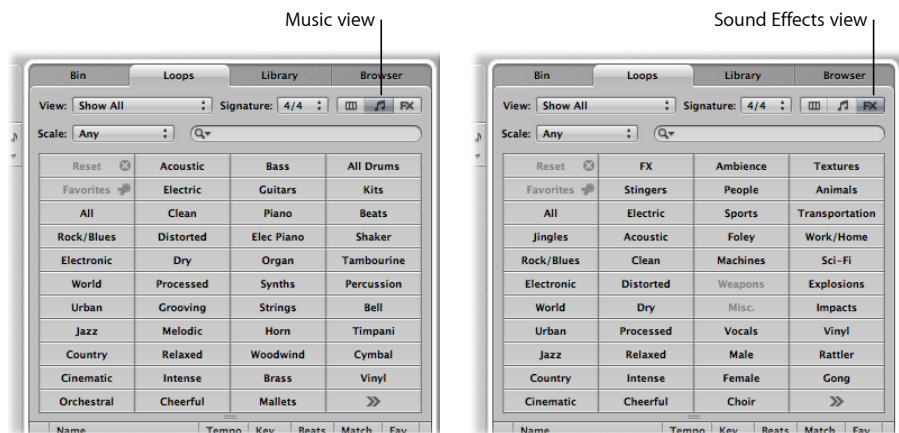 Music view
Sound Effects view
Bin Loops Library Browser
View: Show All Signature: 4/4 FX
Scale: Any
Reset Acoustic Bass All Drums
Favorites Electric Guitars Kits
All Clean Piano Beats
Rock/Blues Distorted Elec Piano Shaker
Electronic Dry Organ Tambourine
World Processed Synths Percussion
Urban Grooving Strings Bell
Jazz Melodic Horn Timpani
Country Relaxed Woodwind Cymbal
Cinematic Intense Brass Vinyl
Orchestral Cheerful Mallets >>
Name Tempo Key Beats Match Fav
Bin Loops Library Browser
View: Show All Signature: 4/4 FX
Scale: Any
Reset FX Ambience Textures
Favorites Stingers People Animals
All Electric Sports Transportation
Jingles Acoustic Foley Work/Home
Rock/Blues Clean Machines Sci-Fi
Electronic Distorted Weapons Explosions
World Dry Misc. Impacts
Urban Processed Vocals Vinyl
Jazz Relaxed Male Rattler
Country Intense Female Gong
Cinematic Cheerful Choir >>
Name Tempo Key Beats Match Fav